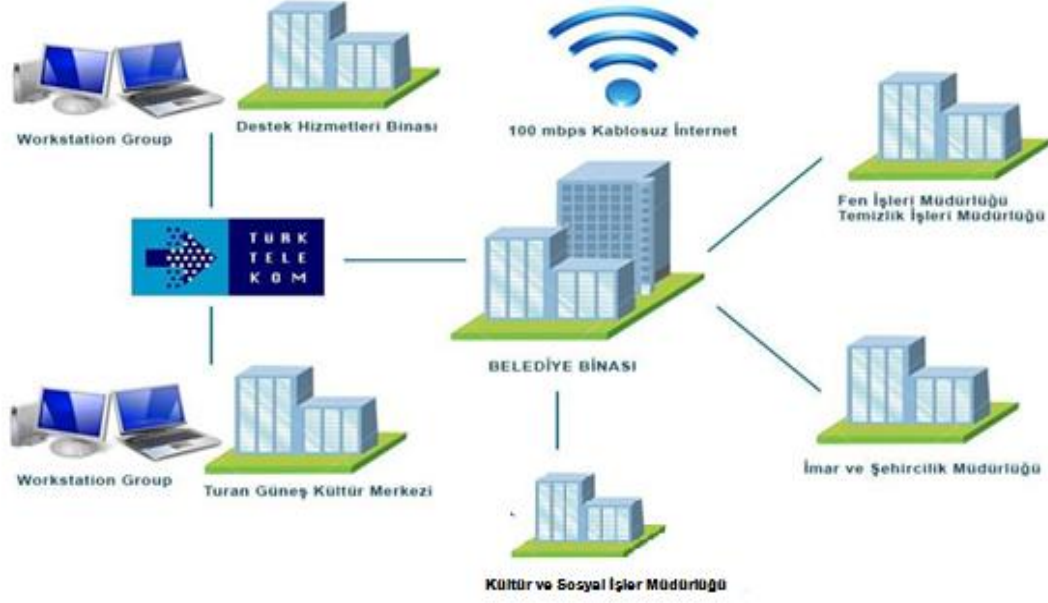 Workstation Group
Destek Hizmetleri Binası
100 mbps Kablosuz İnternet
Fen İşleri Müdürlüğü
Temizlik İşleri Müdürlüğü
TÜRK
TELE
KOM
BELEDİYE BİNASI
Workstation Group
Turan Güneş Kültür Merkezi
İmar ve Şehircilik Müdürlüğü
Kültür ve Sosyal İşler Müdürlüğü